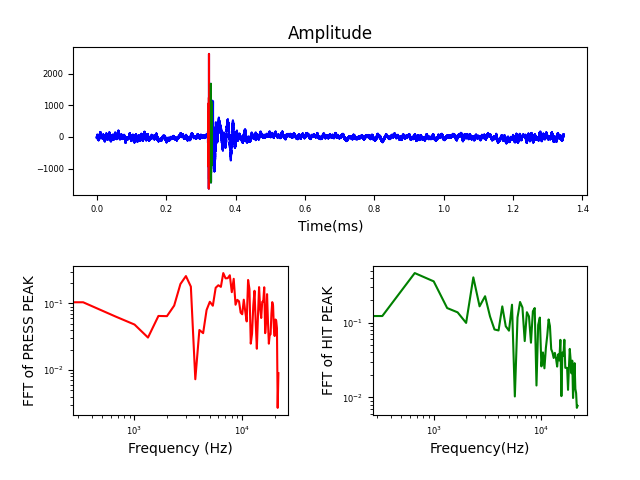 Amplitude
2000
1000
0
−1000
0.0 0.2 0.4 0.6 0.8 1.0 1.2 1.4
Time(ms)
FFT of PRESS PEAK
10⁻¹
10⁻²
10³ 10⁴
Frequency (Hz)
FFT of HIT PEAK
10⁻¹
10⁻²
10³ 10⁴
Frequency(Hz)